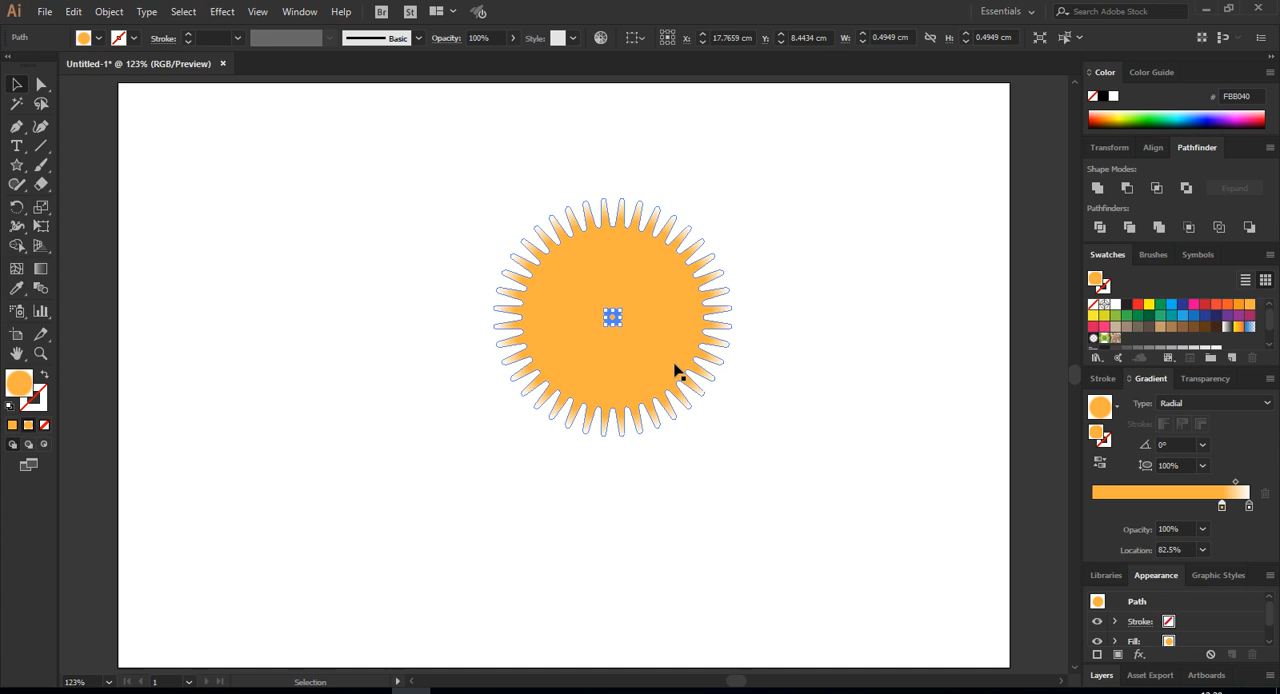 Ai File Edit Object Type Select Effect View Window Help Br St Essentials Search Adobe Stock
Path Stroke: Basic Opacity: 100% Style: X: 17.7659 cm Y: 8.4434 cm W: 0.4949 cm H: 0.4949 cm
Untitled-1* @ 123% (RGB/Preview) ×
Color Color Guide
# FBB040
Transform Align Pathfinder
Shape Modes:
Expand
Pathfinders:
Swatches Brushes Symbols
Stroke Gradient Transparency
Type: Radial
Stroke:
0°
100%
Opacity: 100%
Location: 82.5%
Libraries Appearance Graphic Styles
Path
Stroke:
Fill:
fx
Layers Asset Export Artboards
123% 1 Selection